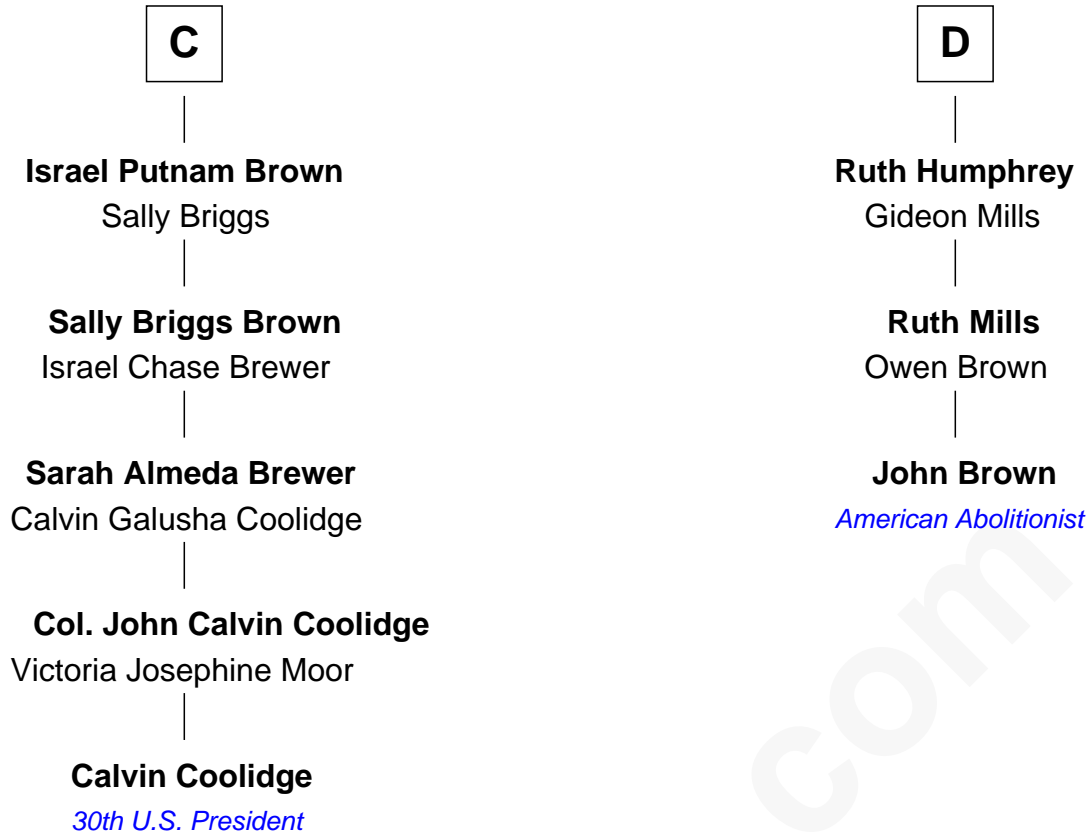 C
Israel Putnam Brown
Sally Briggs
Sally Briggs Brown
Israel Chase Brewer
Sarah Almeda Brewer
Calvin Galusha Coolidge
Col. John Calvin Coolidge
Victoria Josephine Moor
Calvin Coolidge
30th U.S. President
D
Ruth Humphrey
Gideon Mills
Ruth Mills
Owen Brown
John Brown
American Abolitionist
com